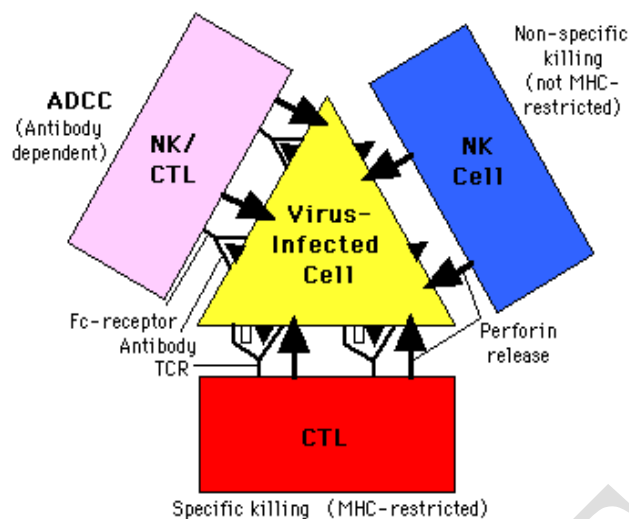 ADCC
(Antibody
dependent)
NK/
CTL
Non-specific
killing
(not MHC-
restricted)
NK
Cell
Virus-
Infected
Cell
Fc-receptor
Antibody
TCR
Perforin
release
CTL
Specific killing (MHC-restricted)